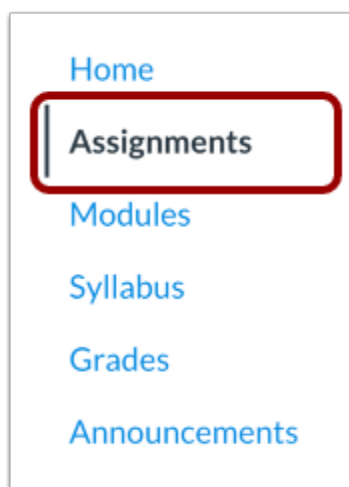 Home
Assignments
Modules
Syllabus
Grades
Announcements